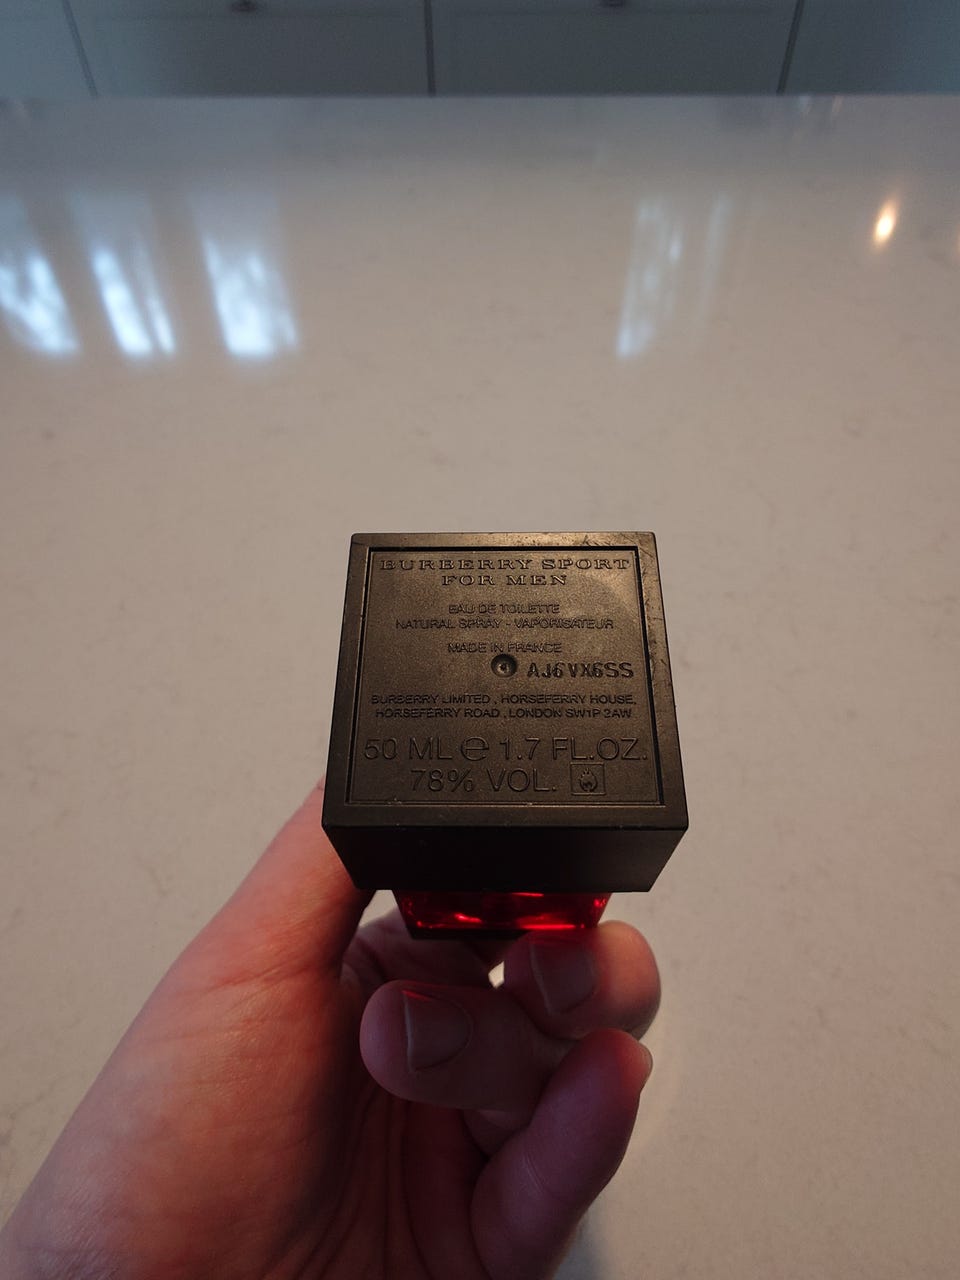 BURBERRY SPORT
FOR MEN
EAU DE TOILETTE
NATURAL SPRAY - VAPORISATEUR
MADE IN FRANCE
AJ6VX6SS
BURBERRY LIMITED , HORSEFERRY HOUSE,
HORSEFERRY ROAD , LONDON SW1P 2AW
50 ML ℮ 1.7 FL.OZ.
78% VOL.